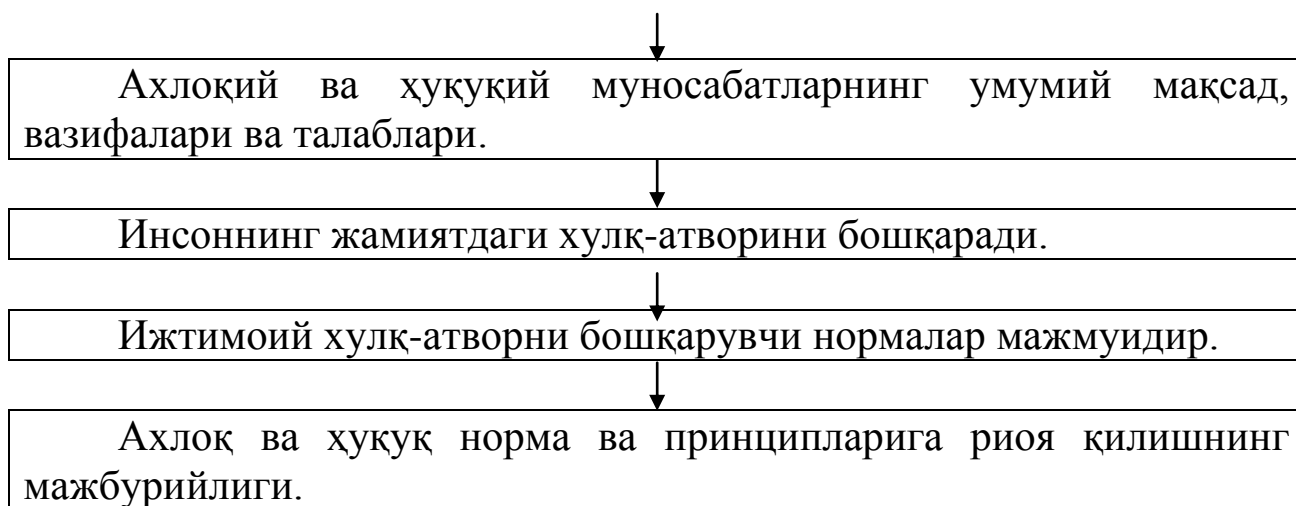 Ахлоқий ва ҳуқуқий муносабатларнинг умумий мақсад,
вазифалари ва талаблари.
Инсоннинг жамиятдаги хулқ-атворини бошқаради.
Ижтимоий хулқ-атворни бошқарувчи нормалар мажмуидир.
Ахлоқ ва ҳуқуқ норма ва принципларига риоя қилишнинг
мажбурийлиги.